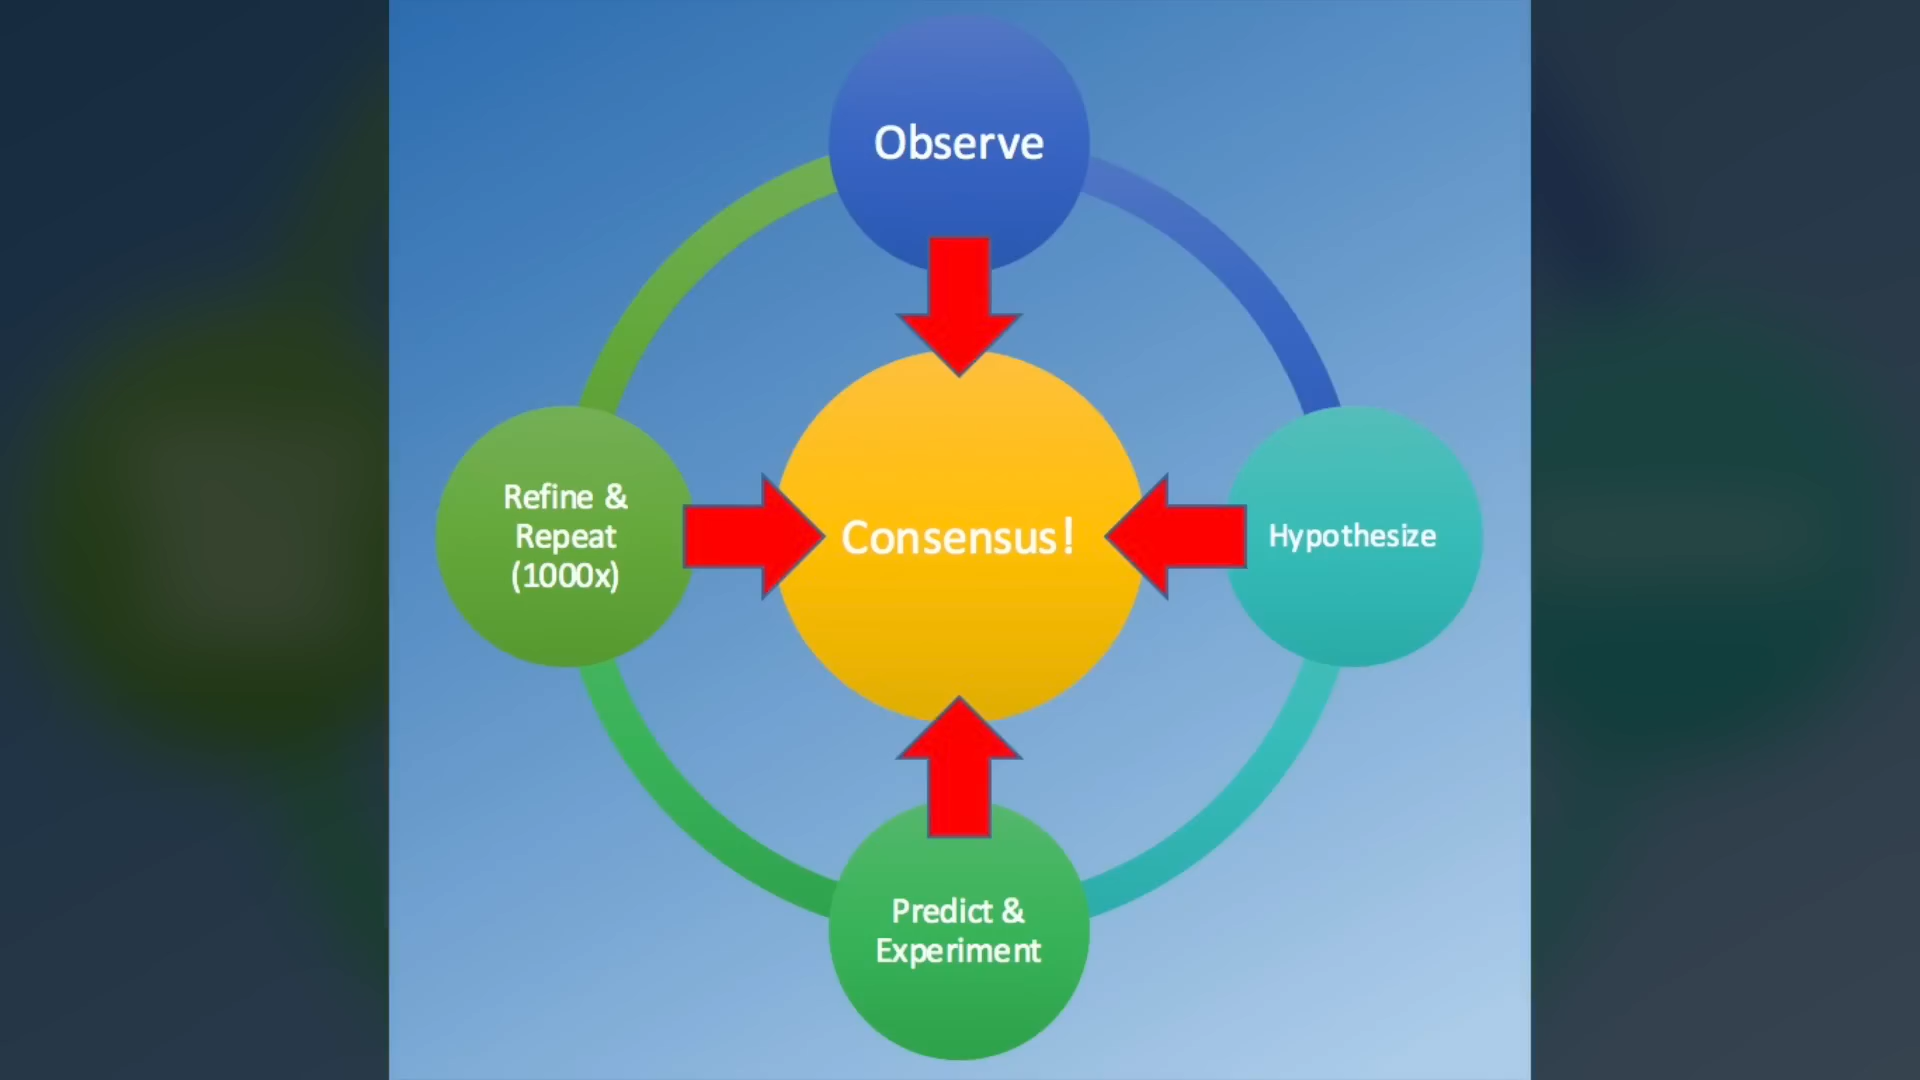 Observe
Refine &
Repeat
(1000x)
Consensus!
Hypothesize
Predict &
Experiment